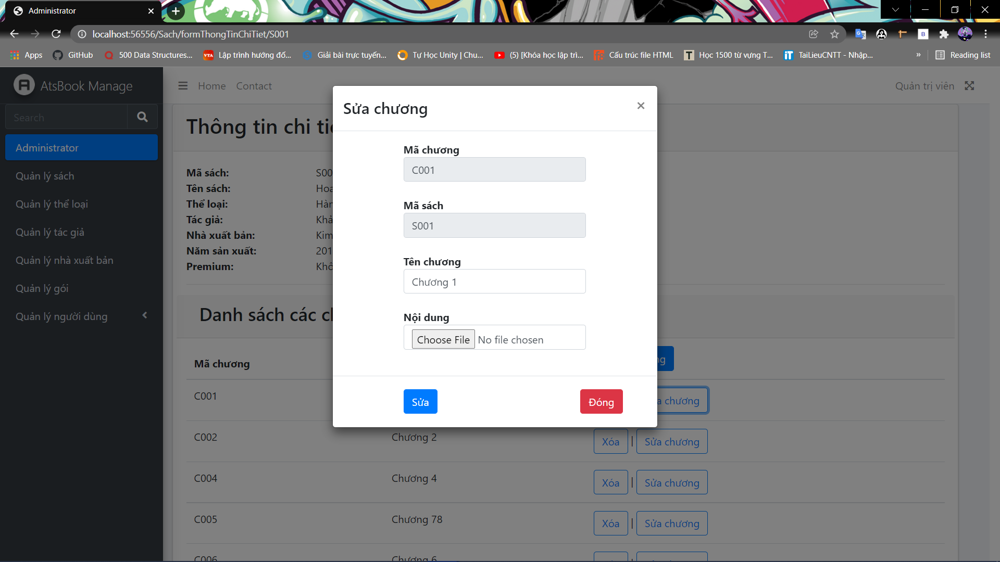 Administrator
localhost:56556/Sach/formThongTinChiTiet/S001
Apps
GitHub
500 Data Structures...
Lập trình hướng đố...
Giải bài trực tuyến...
Tự Học Unity | Chu...
(5) [Khóa học lập trì...
Cấu trúc file HTML
Học 1500 từ vựng T...
TaiLieuCNTT - Nhập...
»
Reading list
AtsBook Manage
Home
Contact
Quản trị viên
Search
Administrator
Quản lý sách
Quản lý thể loại
Quản lý tác giả
Quản lý nhà xuất bản
Quản lý gói
Quản lý người dùng
Thông tin chi tiế
Mã sách: S00
Tên sách: Hoa
Thể loại: Hàn
Tác giả: Khả
Nhà xuất bản: Kim
Năm sản xuất: 201
Premium: Khô
Danh sách các cl
Mã chương
ng
C001
a chương
C002 Chương 2 Xóa | Sửa chương
C004 Chương 4 Xóa | Sửa chương
C005 Chương 78 Xóa | Sửa chương
C006 Chương 6
Sửa chương
×
Mã chương
C001
Mã sách
S001
Tên chương
Chương 1
Nội dung
Choose File No file chosen
Sửa
Đóng